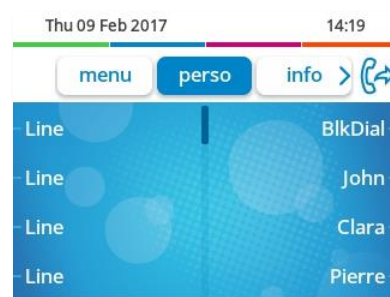 Thu 09 Feb 2017 14:19
menu perso info
Line BlkDial
Line John
Line Clara
Line Pierre